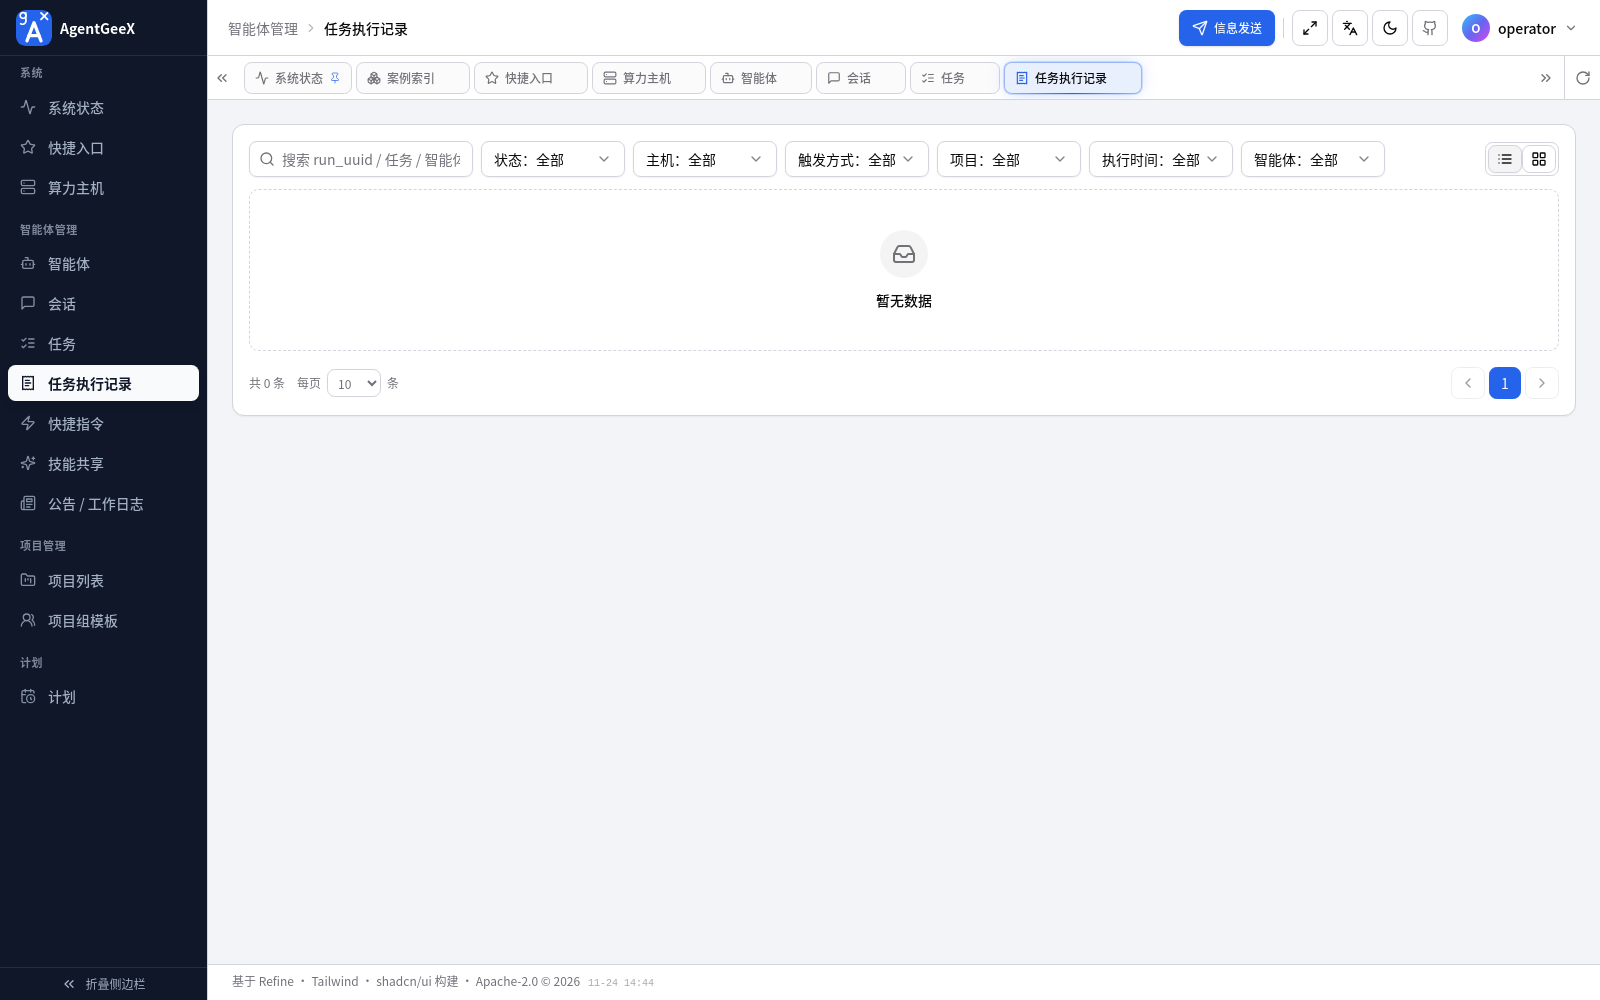 AgentGeeX
系统
系统状态
快捷入口
算力主机
智能体管理
智能体
会话
任务
任务执行记录
快捷指令
技能共享
公告 / 工作日志
项目管理
项目列表
项目组模板
计划
计划
折叠侧边栏
智能体管理 任务执行记录
信息发送
O operator
系统状态 案例索引 快捷入口 算力主机 智能体 会话 任务 任务执行记录
搜索 run_uuid / 任务 / 智能体 状态：全部 主机：全部 触发方式：全部 项目：全部 执行时间：全部 智能体：全部
暂无数据
共 0 条 每页 10 条 1
基于 Refine · Tailwind · shadcn/ui 构建 · Apache-2.0 © 2026 11-24 14:44